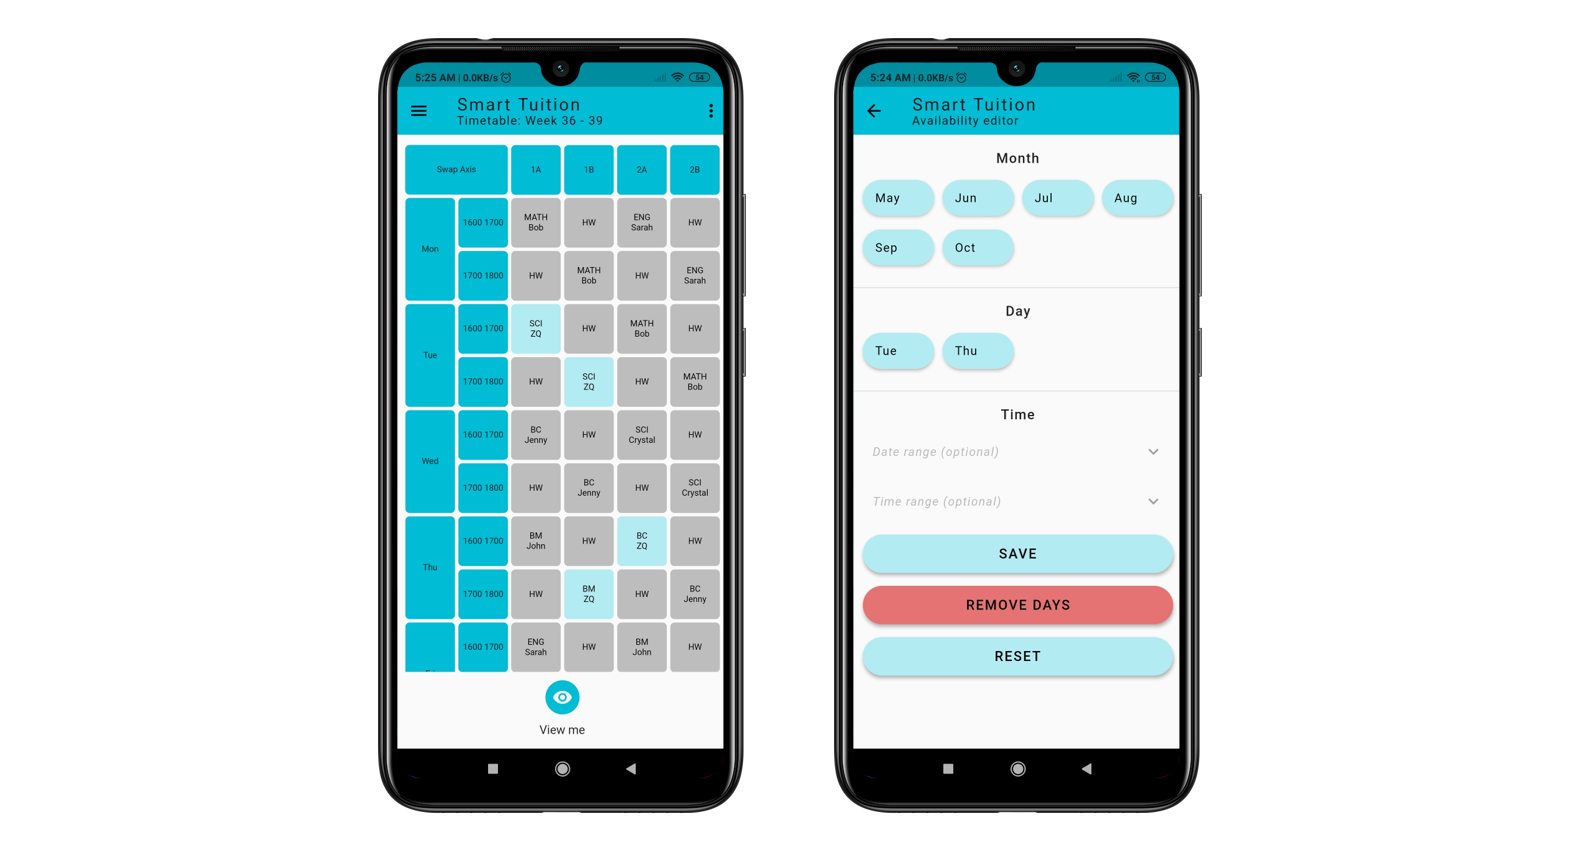 5:25 AM | 0.0KB/s
54
Smart Tuition
Timetable: Week 36 - 39
Swap Axis 1A 1B 2A 2B
Mon
1600 1700 MATH Bob HW ENG Sarah HW
1700 1800 HW MATH Bob HW ENG Sarah
Tue
1600 1700 SCI ZQ HW MATH Bob HW
1700 1800 HW SCI ZQ HW MATH Bob
Wed
1600 1700 BC Jenny HW SCI Crystal HW
1700 1800 HW BC Jenny HW SCI Crystal
Thu
1600 1700 BM John HW BC ZQ HW
1700 1800 HW BM ZQ HW BC Jenny
1600 1700 ENG Sarah HW BM John HW
View me
5:24 AM | 0.0KB/s
54
Smart Tuition
Availability editor
Month
May Jun Jul Aug
Sep Oct
Day
Tue Thu
Time
Date range (optional)
Time range (optional)
SAVE
REMOVE DAYS
RESET